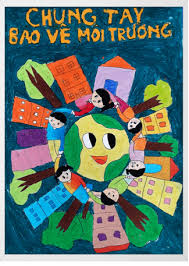 CHUNG TAY
BẢO VỆ MÔI TRƯỜNG